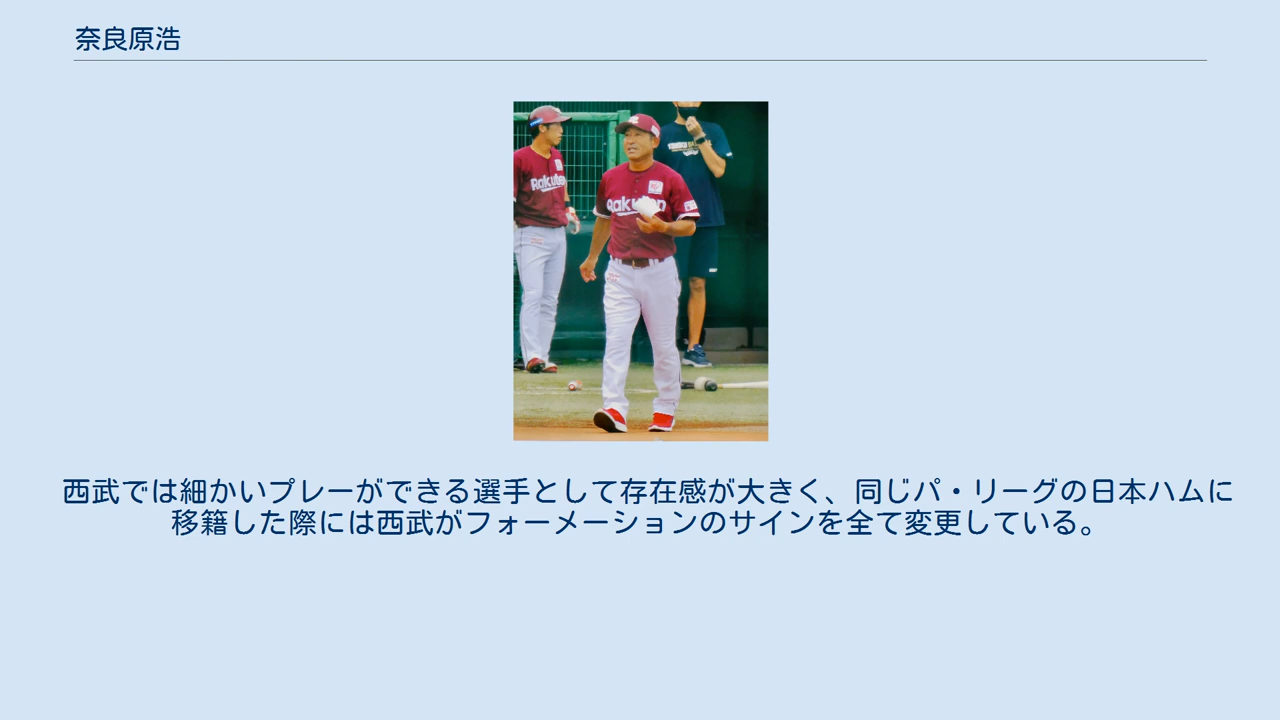 奈良原浩
Rakuten
Rakuten
西武では細かいプレーができる選手として存在感が大きく、同じパ・リーグの日本ハムに
移籍した際には西武がフォーメーションのサインを全て変更している。